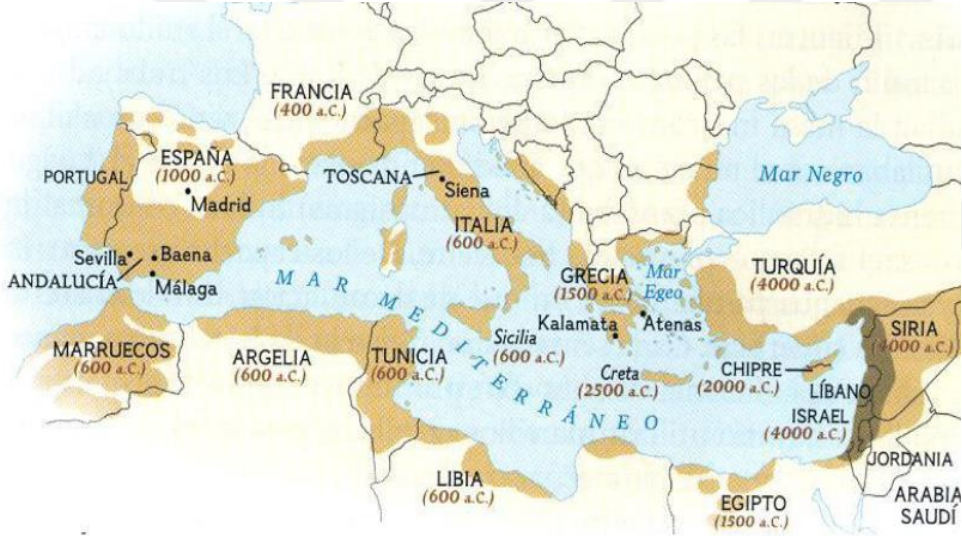 FRANCIA
(400 a.C.)
ESPAÑA
(1000 a.C.)
PORTUGAL
Madrid
TOSCANA
Siena
ITALIA
(600 a.C.)
Mar Negro
Sevilla
Baena
ANDALUCÍA
Málaga
MAR MEDITERRÁNEO
GRECIA
(1500 a.C.)
Mar
Egeo
TURQUÍA
(4000 a.C.)
Kalamata
Atenas
Sicilia
(600 a.C.)
Creta
(2500 a.C.)
CHIPRE
(2000 a.C.)
SIRIA
(4000 a.C.)
LÍBANO
ISRAEL
(4000 a.C.)
MARRUECOS
(600 a.C.)
ARGELIA
(600 a.C.)
TUNICIA
(600 a.C.)
LIBIA
(600 a.C.)
EGIPTO
(1500 a.C.)
JORDANIA
ARABIA
SAUDÍ